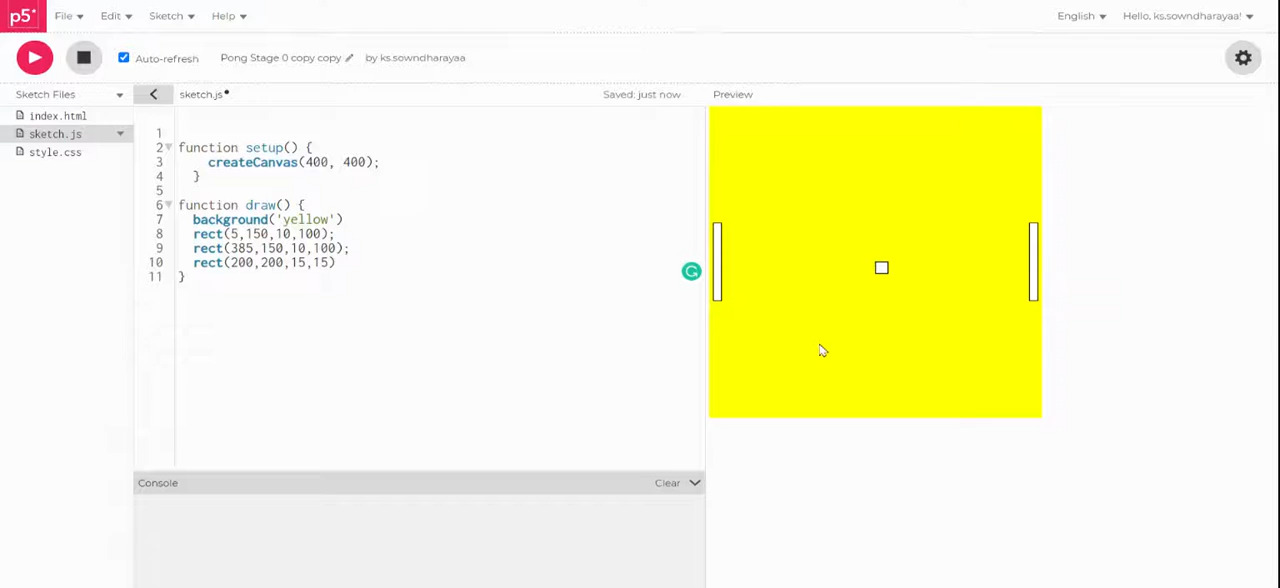 p5* File Edit Sketch Help English Hello, ks.sowndharayaa!
Auto-refresh Pong Stage 0 copy copy by ks.sowndharayaa
Sketch Files sketch.js Saved: just now Preview
index.html
sketch.js
style.css
1
2 function setup() {
3 createCanvas(400, 400);
4 }
5
6 function draw() {
7 background('yellow')
8 rect(5,150,10,100);
9 rect(385,150,10,100);
10 rect(200,200,15,15)
11 }
Console Clear